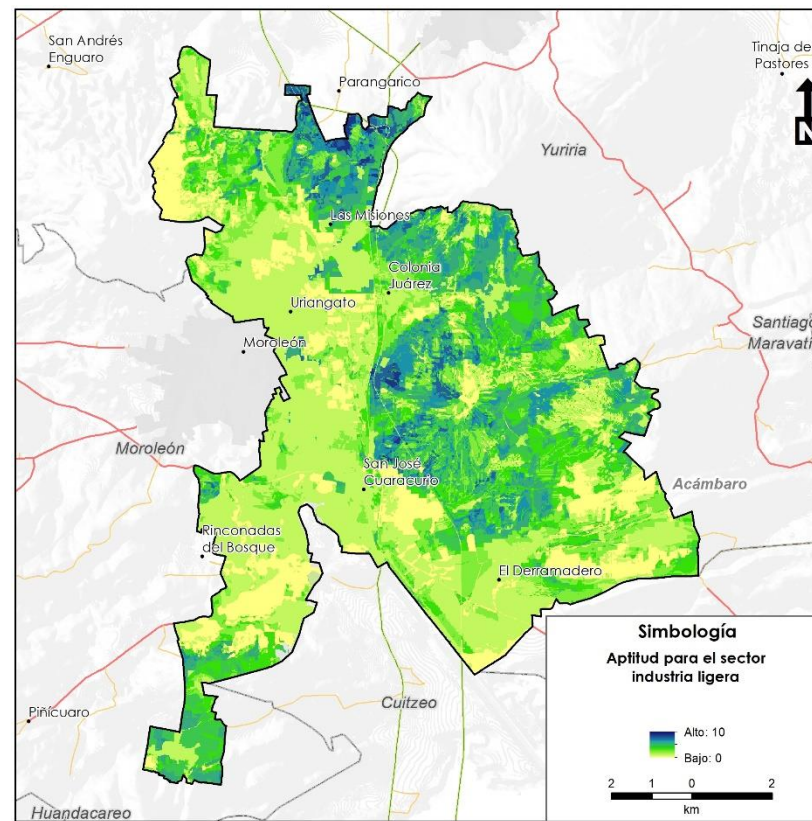 San Andrés
Enguaro
Tinaja de
Pastores
Parangarico
N
Yuriria
Las Misiones
Colonia
Juárez
Uriangato
Santiago
Maravatí
Moroleón
Moroleón
San José
Cuaracurio
Acámbaro
Rinconadas
del Bosque
El Derramadero
Simbología
Aptitud para el sector
industria ligera
Piñícuaro
Cuitzeo
Alto: 10
Bajo: 0
2 1 0 2
km
Huandacareo